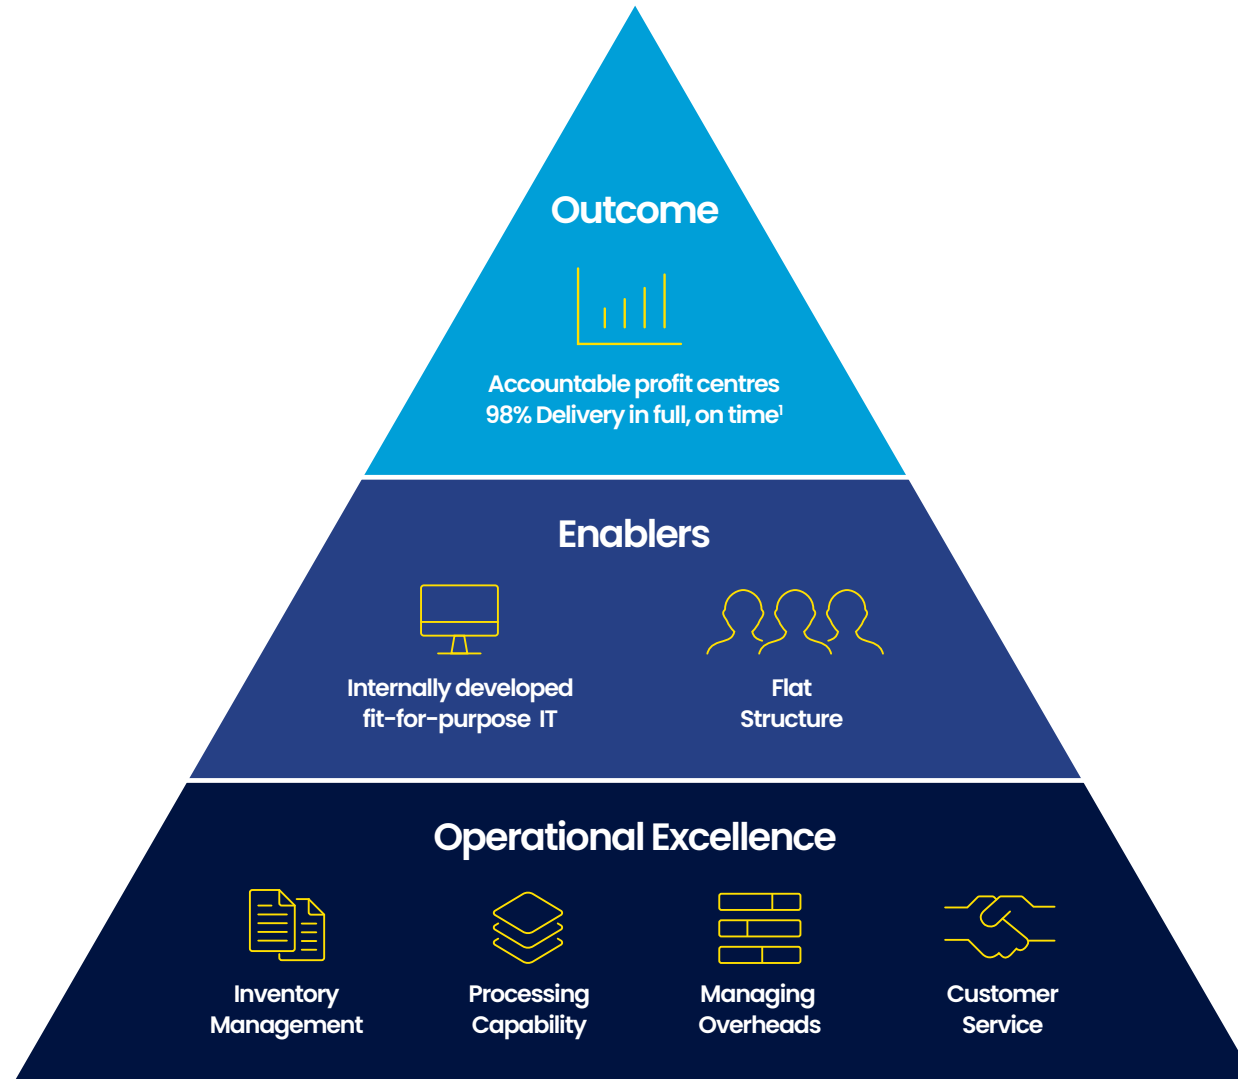 Outcome
Accountable profit centres
98% Delivery in full, on time¹
Enablers
Internally developed
fit-for-purpose IT
Flat
Structure
Operational Excellence
Inventory
Management
Processing
Capability
Managing
Overheads
Customer
Service